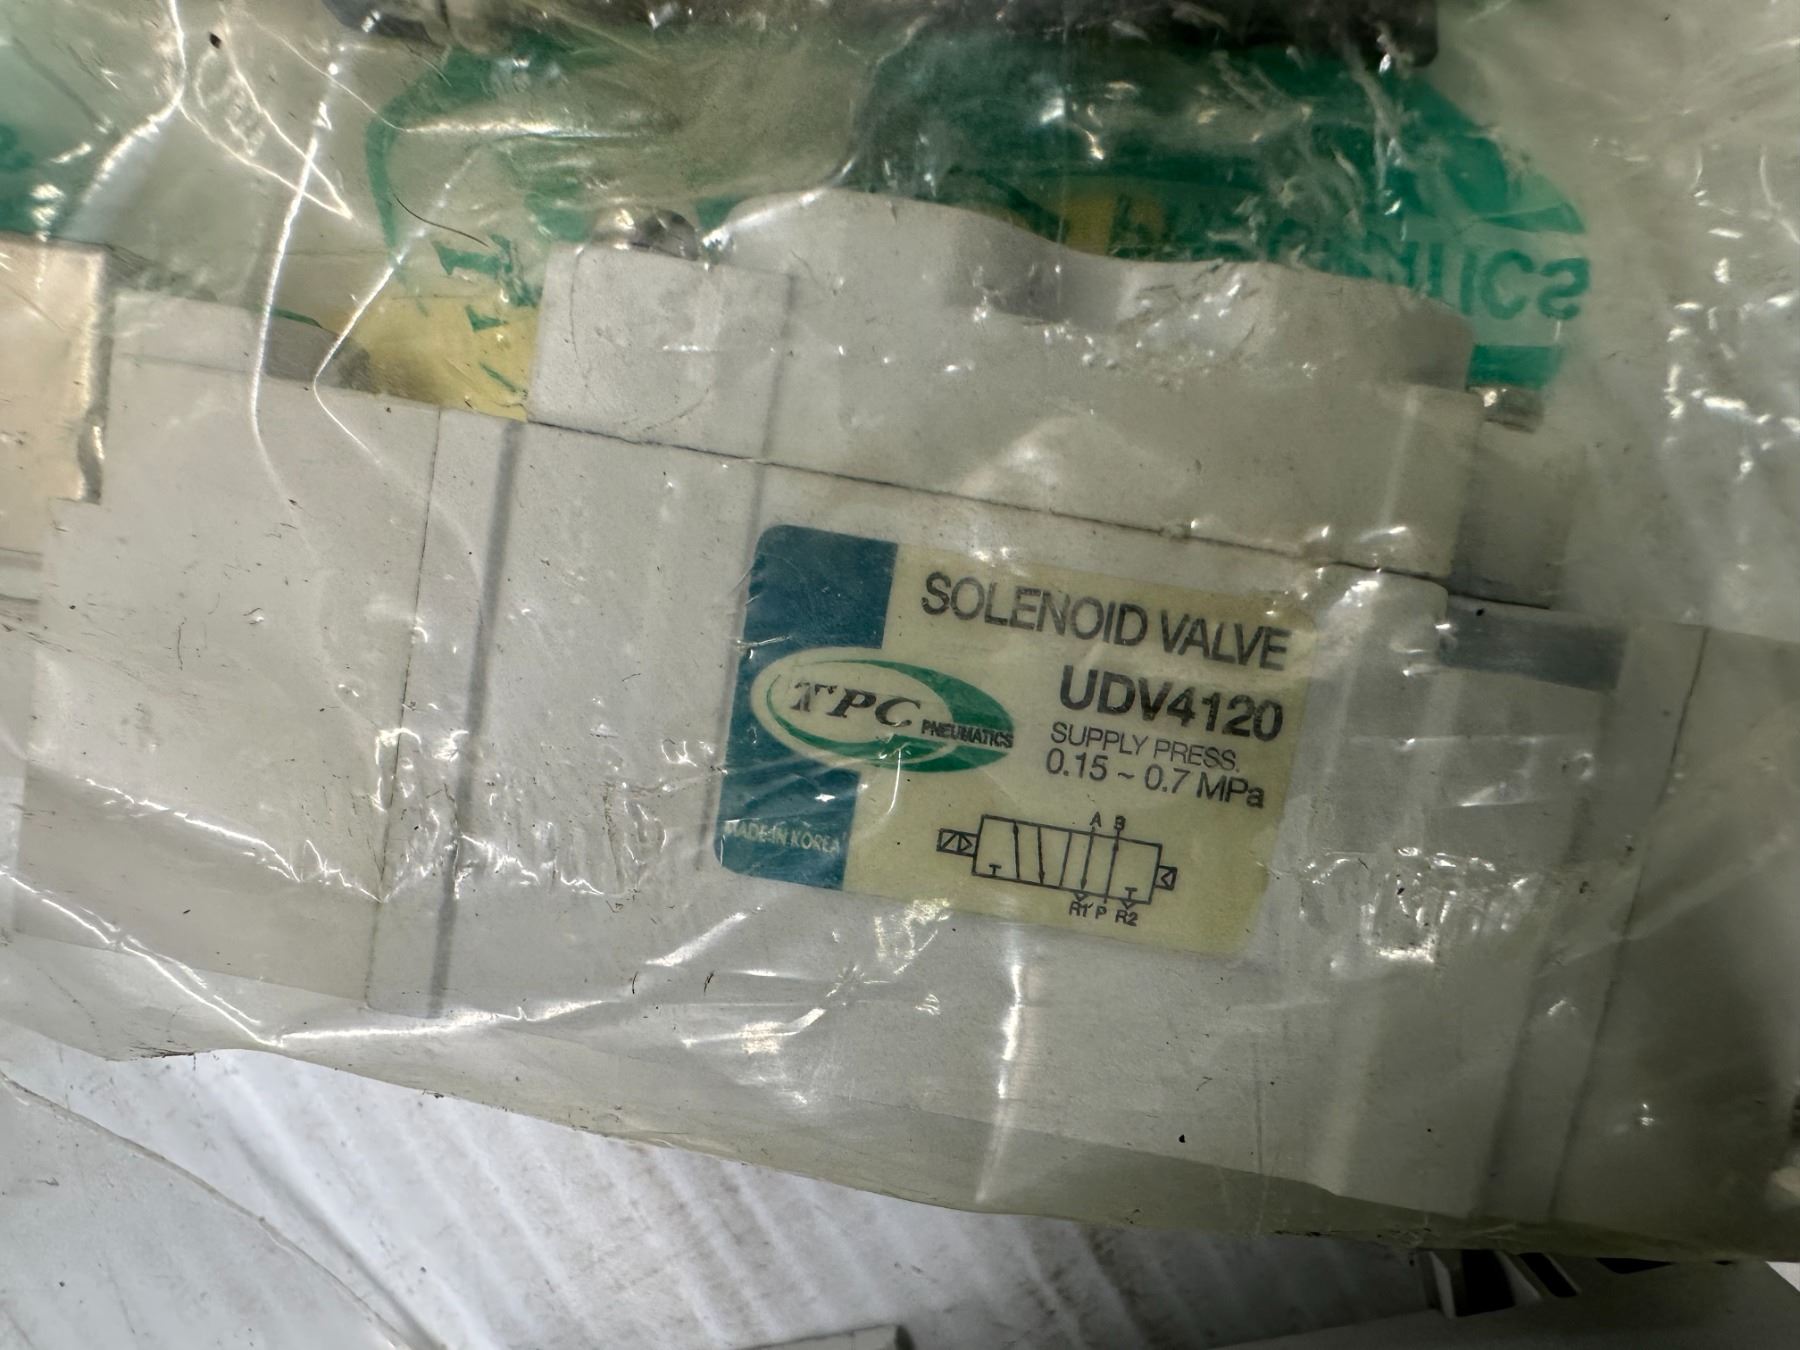 SOLENOID VALVE
TPC
PNEUMATICS
UDV4120
SUPPLY PRESS.
0.15 ~ 0.7 MPa
MADE IN KOREA
A B
R1 P R2